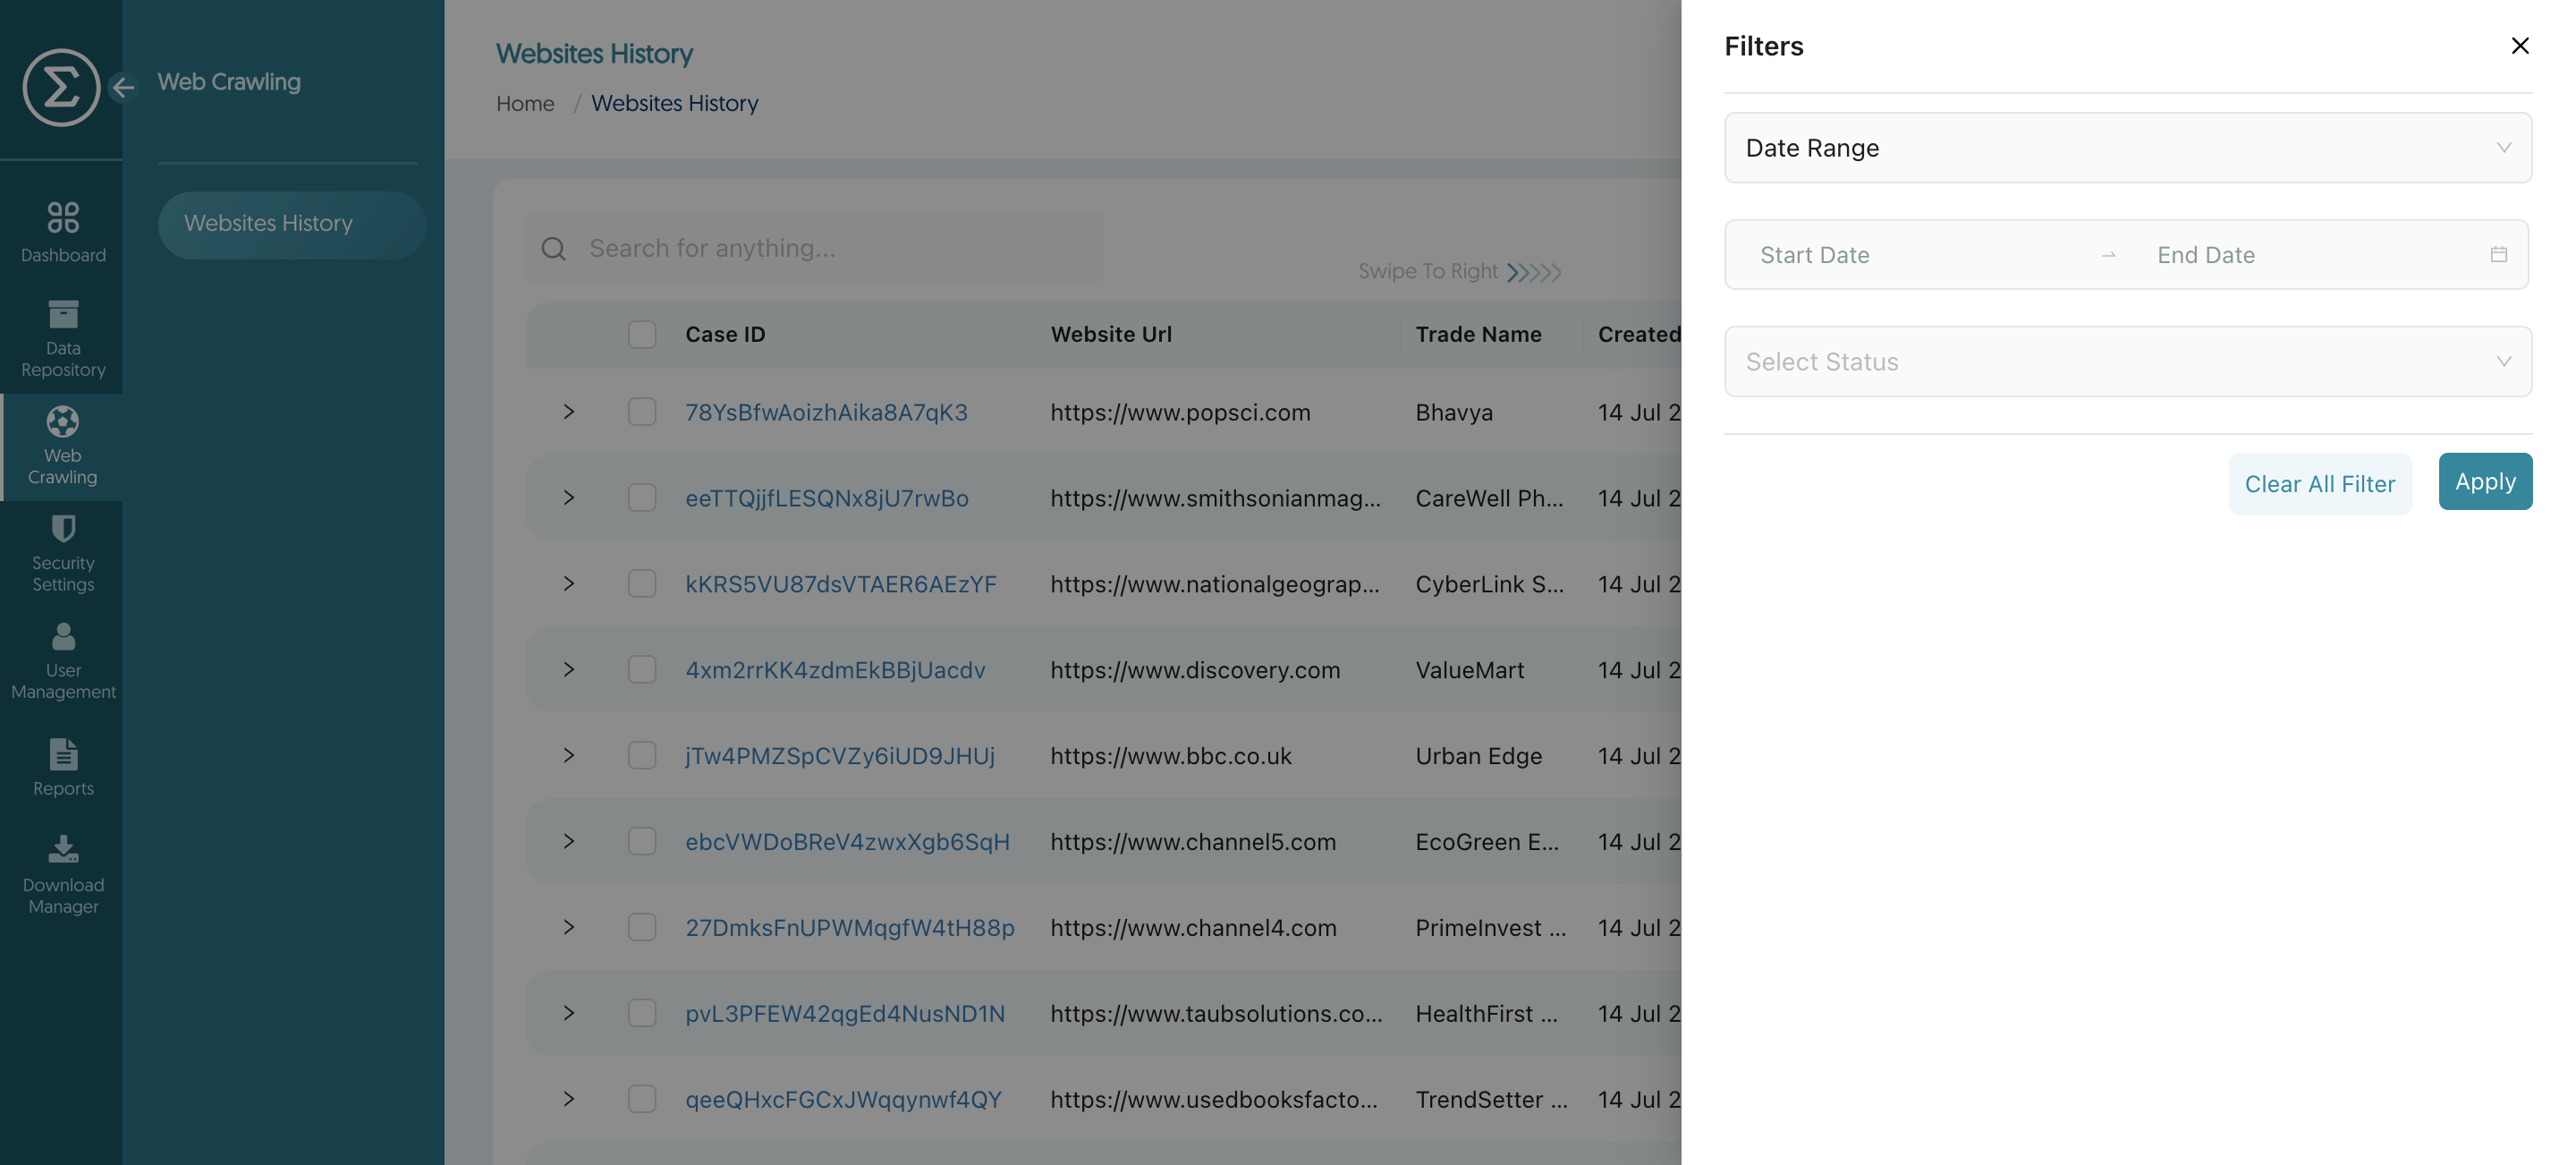 Web Crawling
Websites History
Dashboard
Data
Repository
Web
Crawling
Security
Settings
User
Management
Reports
Download
Manager
Websites History
Home / Websites History
Search for anything...
Swipe To Right
Case ID Website Url Trade Name Created
78YsBfwAoizhAika8A7qK3 https://www.popsci.com Bhavya 14 Jul 2
eeTTQjjfLESQNx8jU7rwBo https://www.smithsonianmag... CareWell Ph... 14 Jul 2
kKRS5VU87dsVTAER6AEzYF https://www.nationalgeograp... CyberLink S... 14 Jul 2
4xm2rrKK4zdmEkBBjUacdv https://www.discovery.com ValueMart 14 Jul 2
jTw4PMZSpCVZy6iUD9JHUj https://www.bbc.co.uk Urban Edge 14 Jul 2
ebcVWDoBReV4zwxXgb6SqH https://www.channel5.com EcoGreen E... 14 Jul 2
27DmksFnUPWMqgfW4tH88p https://www.channel4.com PrimeInvest ... 14 Jul 2
pvL3PFEW42qgEd4NusND1N https://www.taubsolutions.co... HealthFirst ... 14 Jul 2
qeeQHxcFGCxJWqqynwf4QY https://www.usedbooksfacto... TrendSetter ... 14 Jul 2
Filters
Date Range
Start Date → End Date
Select Status
Clear All Filter
Apply